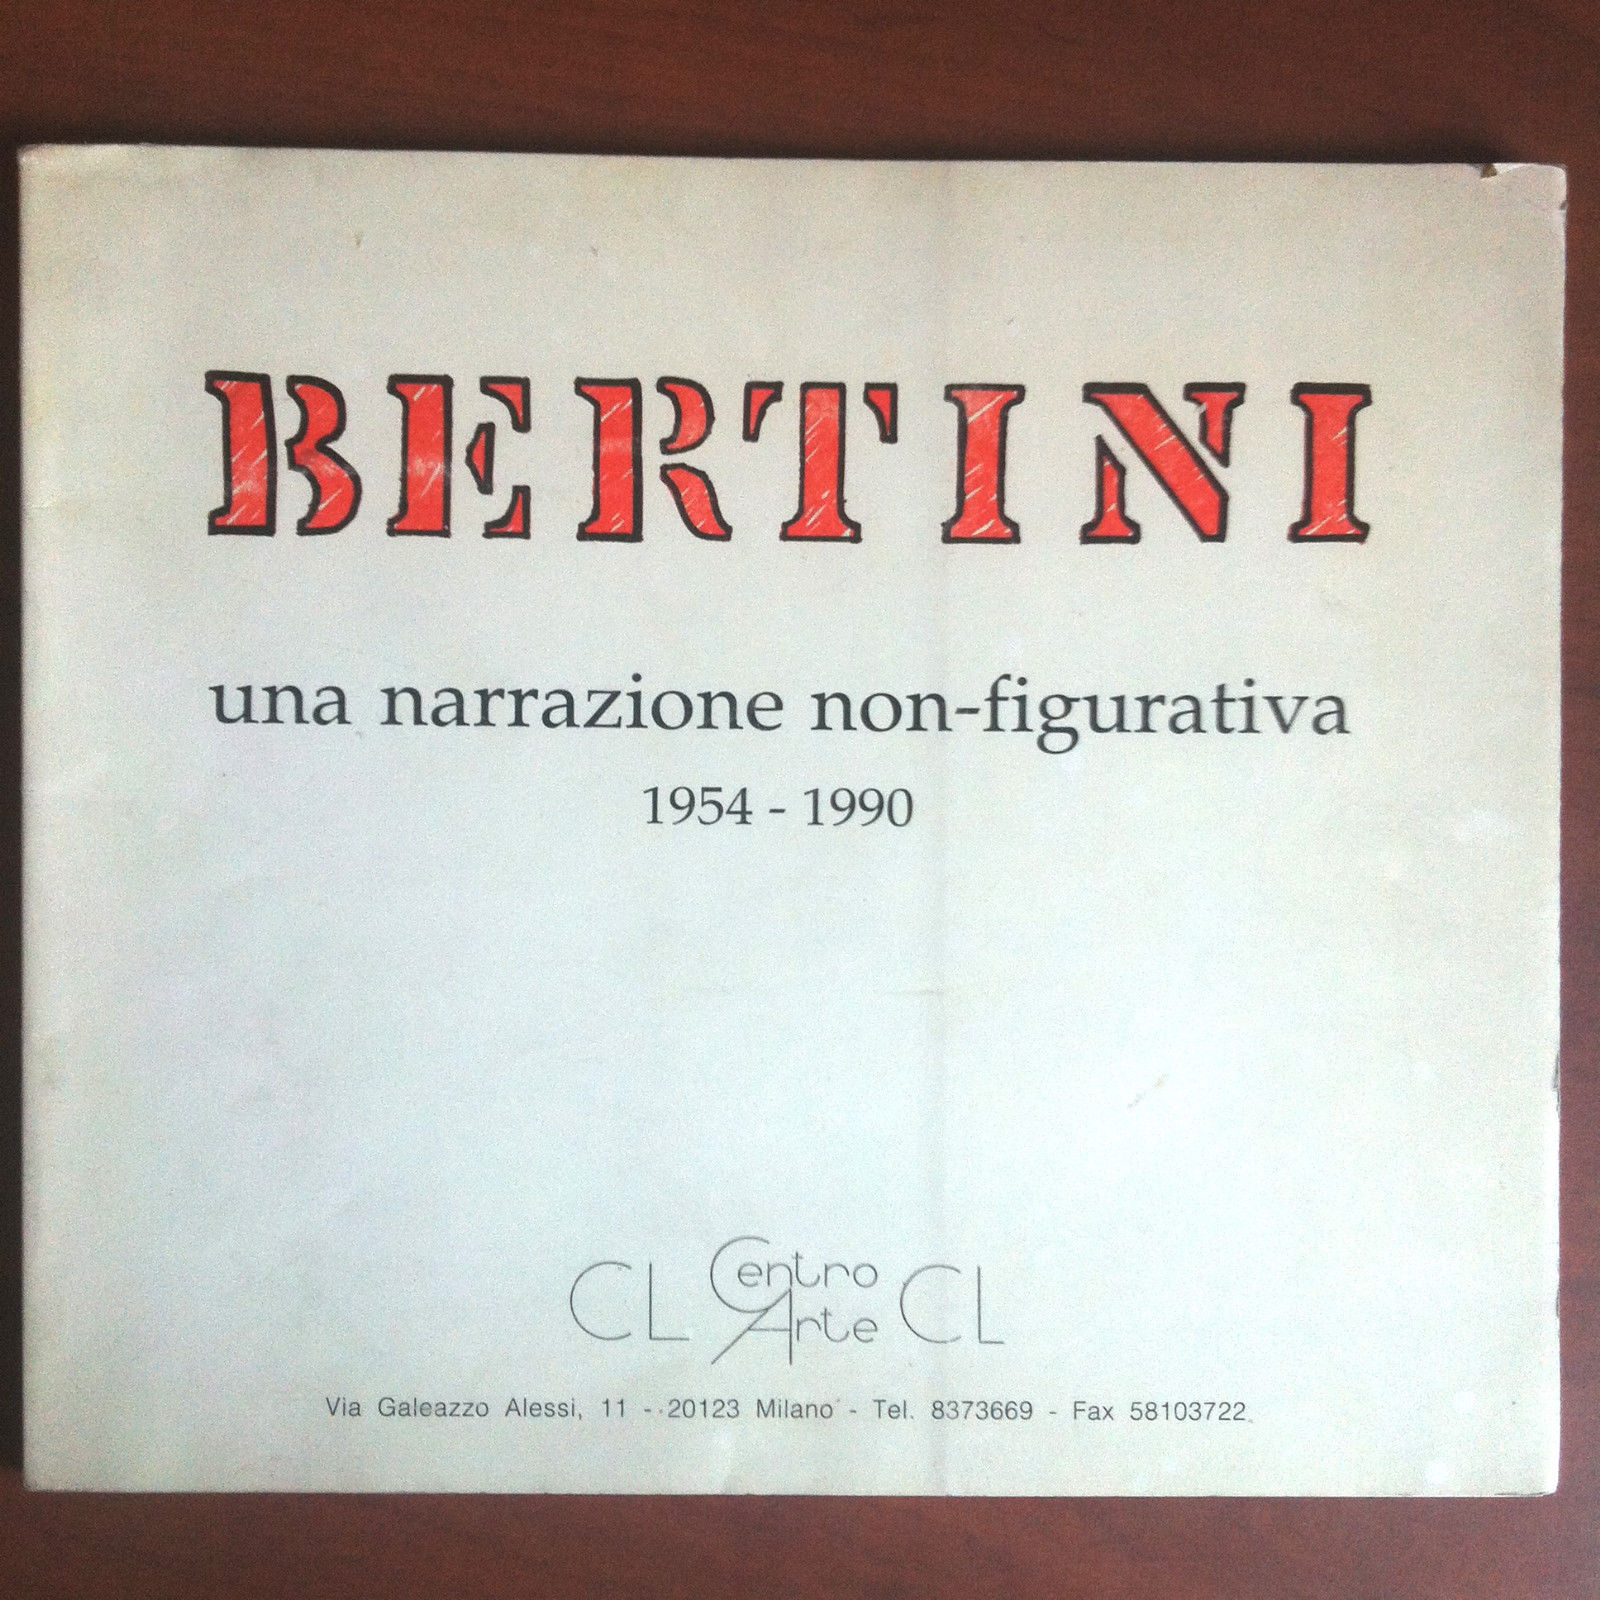 BERTINI
una narrazione non-figurativa
1954 - 1990
CL Centro Arte CL
Via Galeazzo Alessi, 11 - 20123 Milano - Tel. 8373669 - Fax 58103722